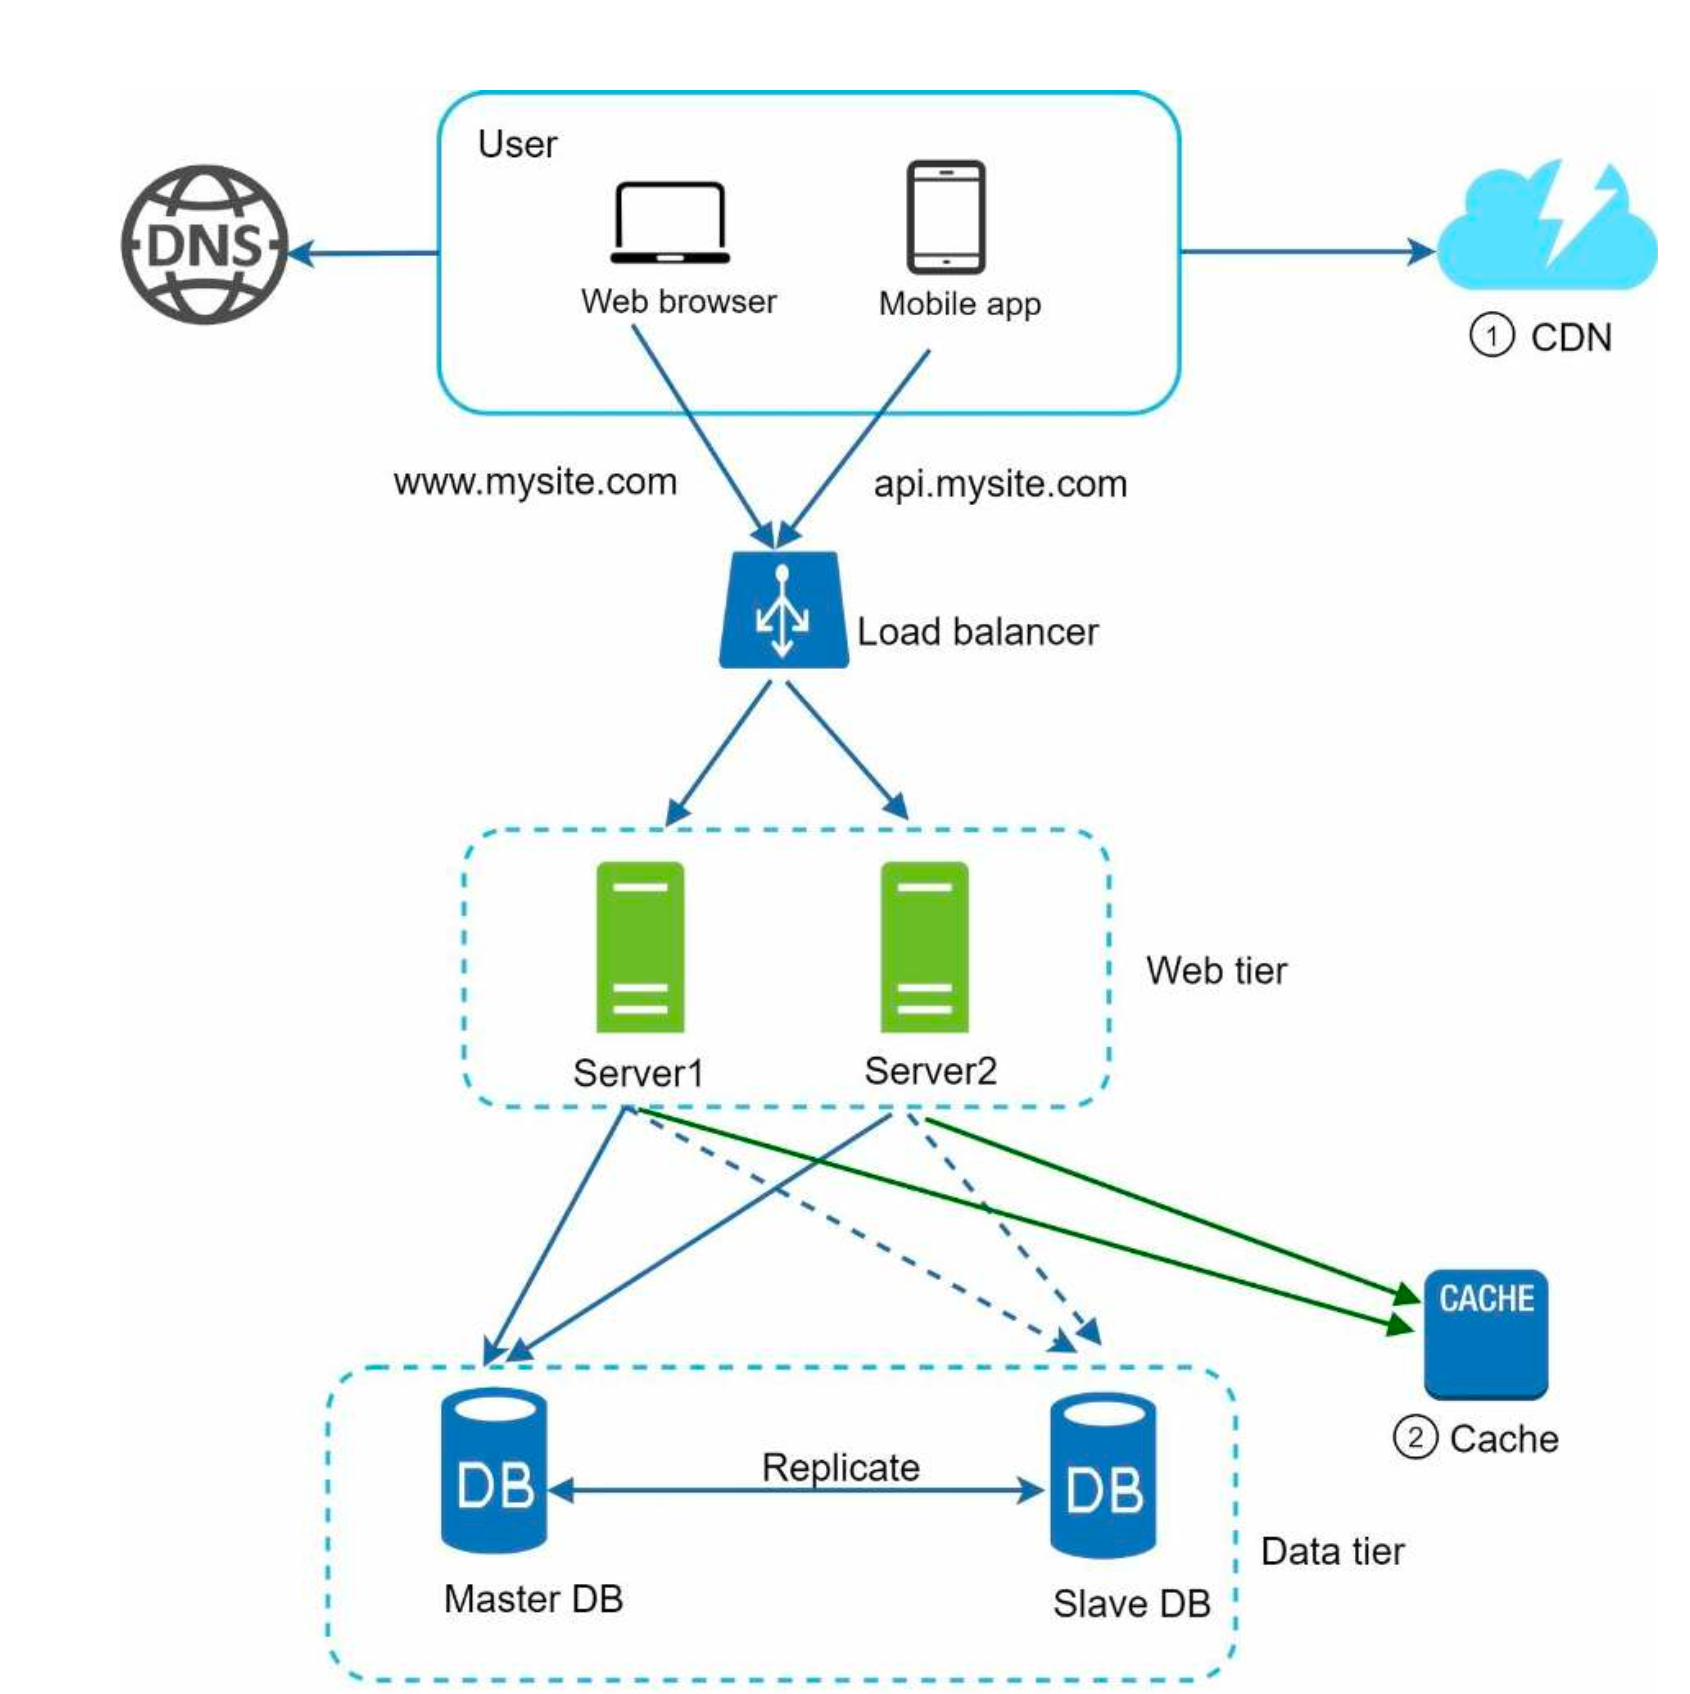 User
DNS
Web browser
Mobile app
1 CDN
www.mysite.com
api.mysite.com
Load balancer
Web tier
Server1
Server2
CACHE
2 Cache
Replicate
DB
DB
Data tier
Master DB
Slave DB